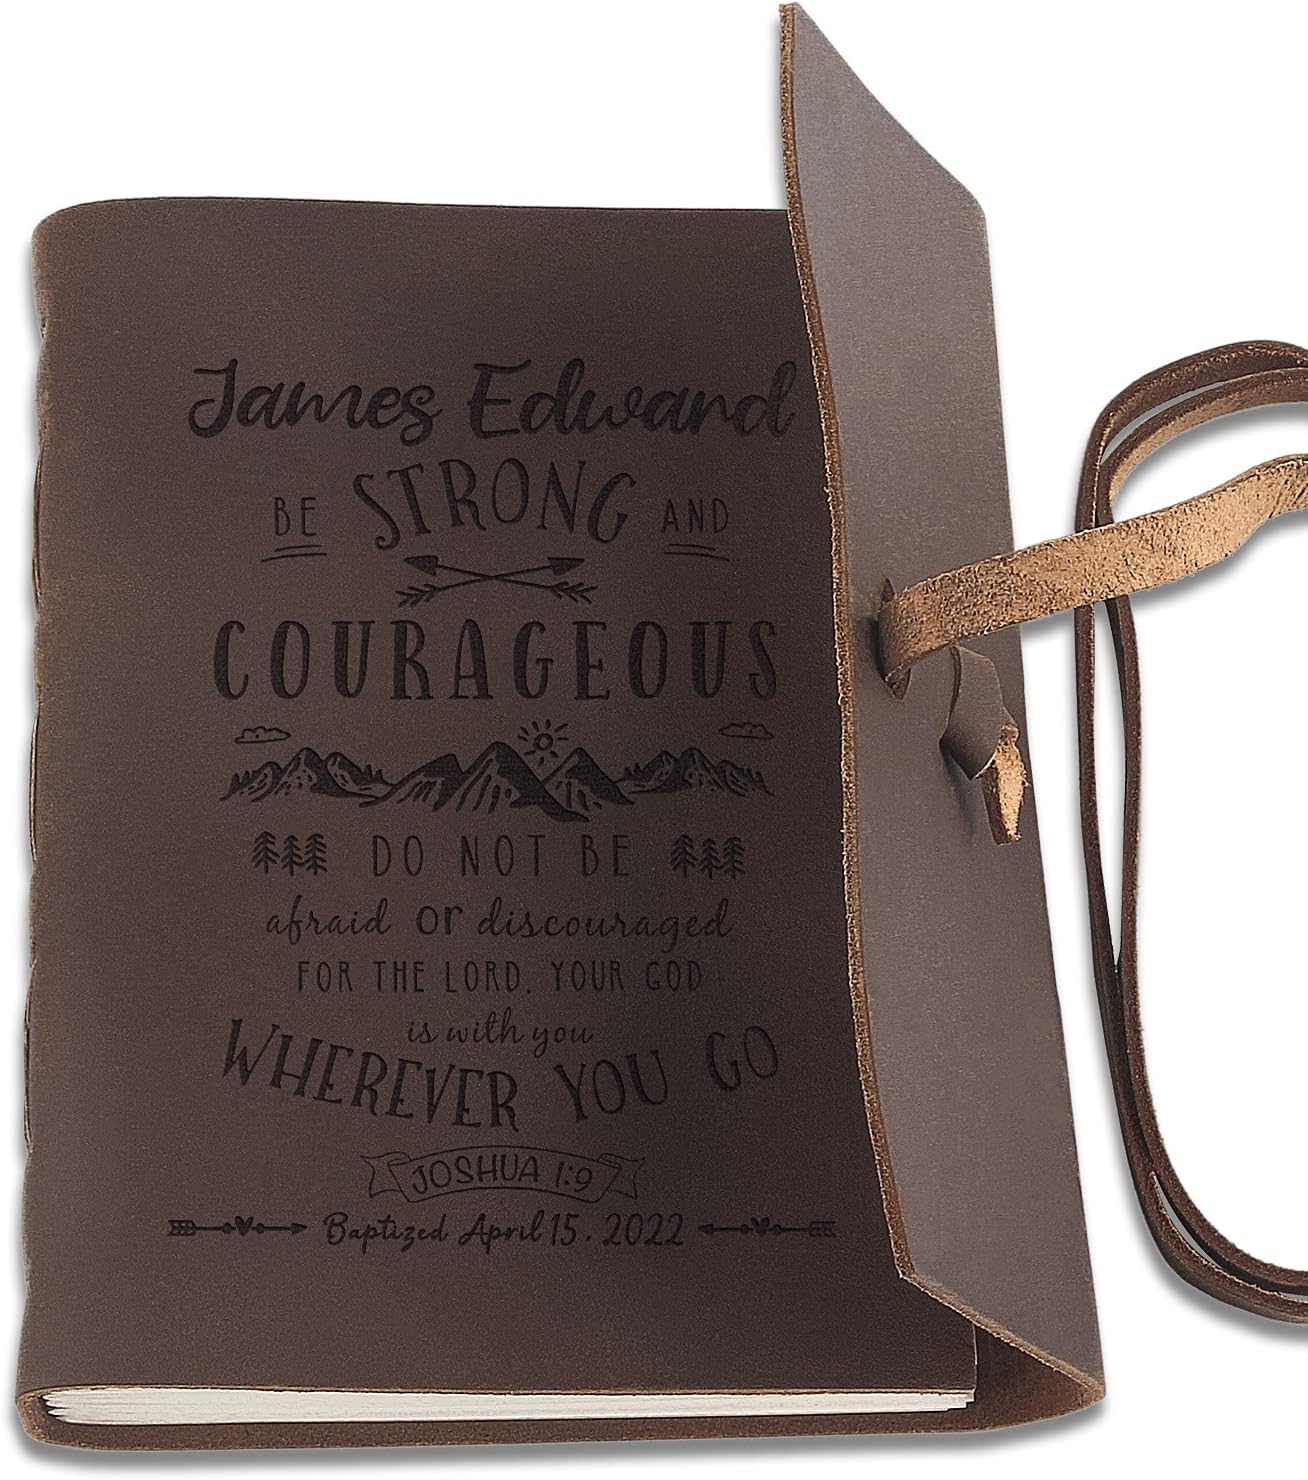 James Edward
BE STRONG AND
COURAGEOUS
DO NOT BE
afraid or discouraged
FOR THE LORD, YOUR GOD
is with you
WHEREVER YOU GO
JOSHUA 1:9
Baptized April 15. 2022